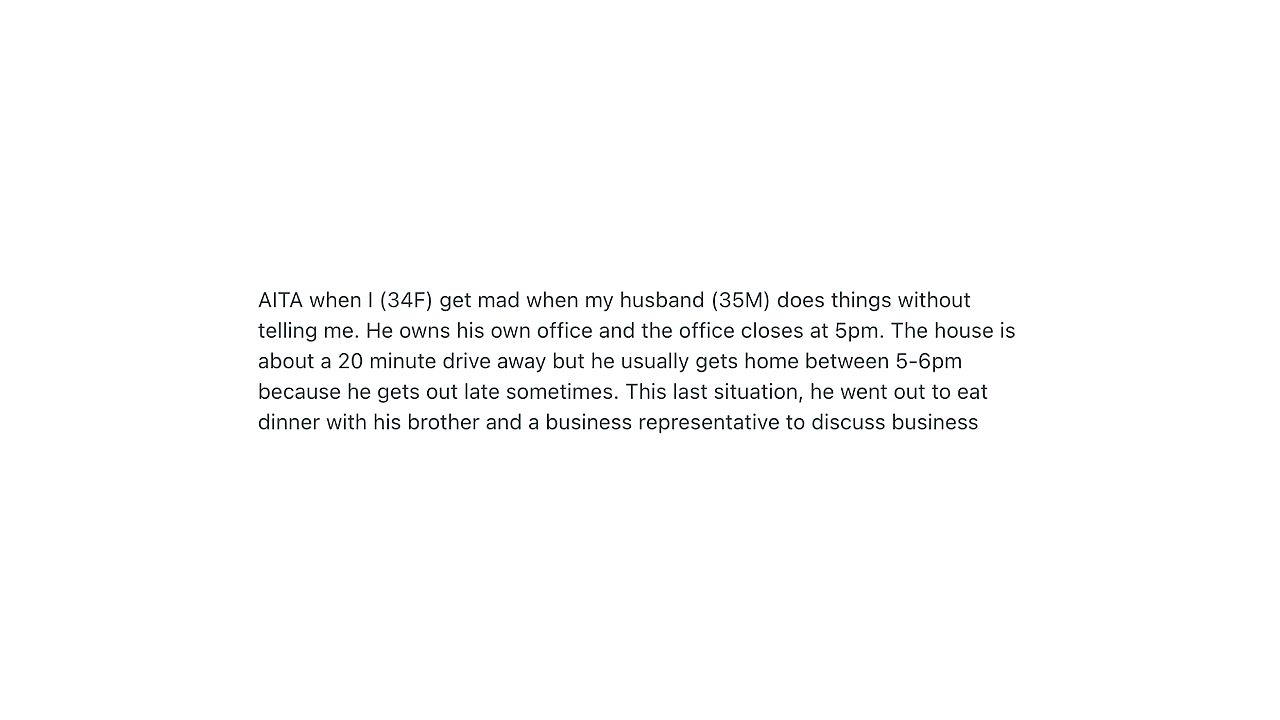 AITA when I (34F) get mad when my husband (35M) does things without
telling me. He owns his own office and the office closes at 5pm. The house is
about a 20 minute drive away but he usually gets home between 5-6pm
because he gets out late sometimes. This last situation, he went out to eat
dinner with his brother and a business representative to discuss business